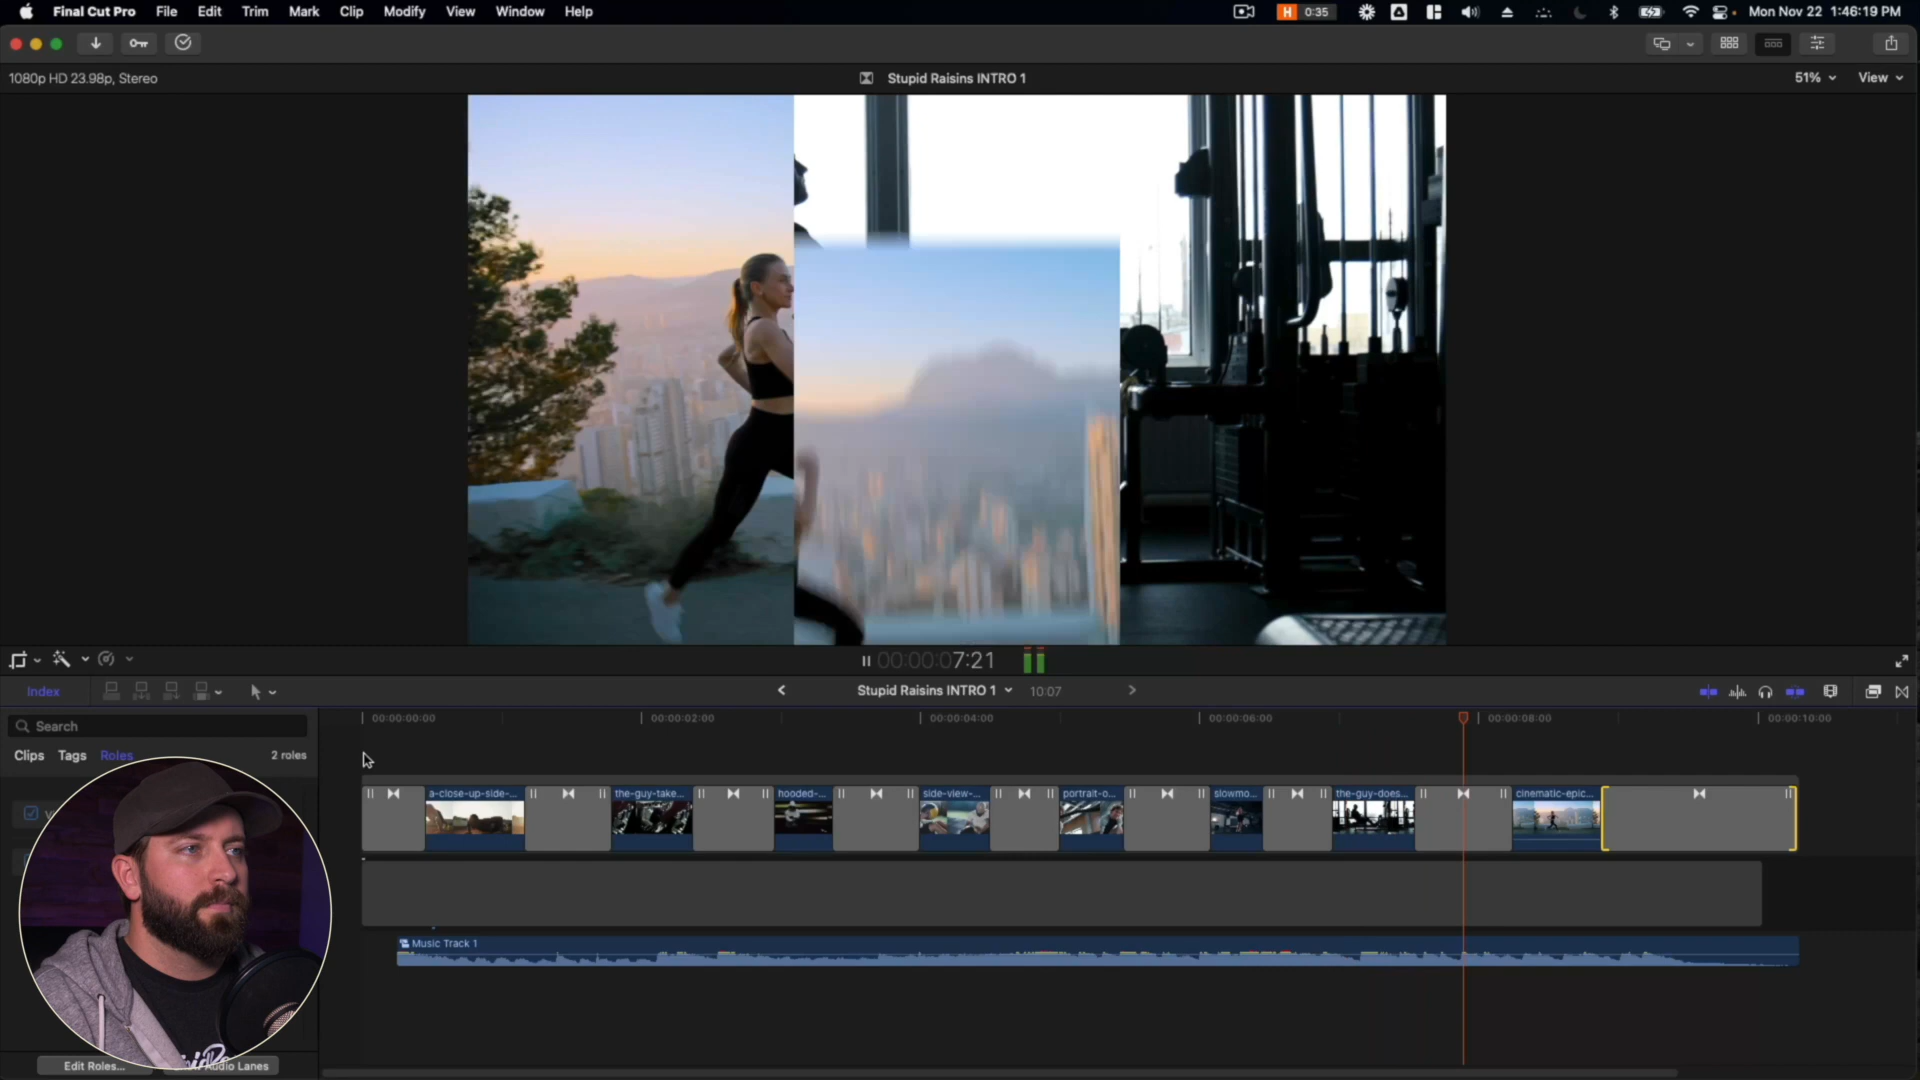 Final Cut Pro File Edit Trim Mark Clip Modify View Window Help H 0:35 Mon Nov 22 1:46:19 PM
1080p HD 23.98p, Stereo Stupid Raisins INTRO 1 51% View
00:00:07:21
Index Stupid Raisins INTRO 1 10:07
Search 00:00:00:00 00:00:02:00 00:00:04:00 00:00:06:00 00:00:08:00 00:00:10:00
Clips Tags Roles 2 roles
a-close-up-side-... the-guy-take... hooded-... side-view-... portrait-o... slowmo... the-guy-does... cinematic-epic...
Music Track 1
Edit Roles... Audio Lanes